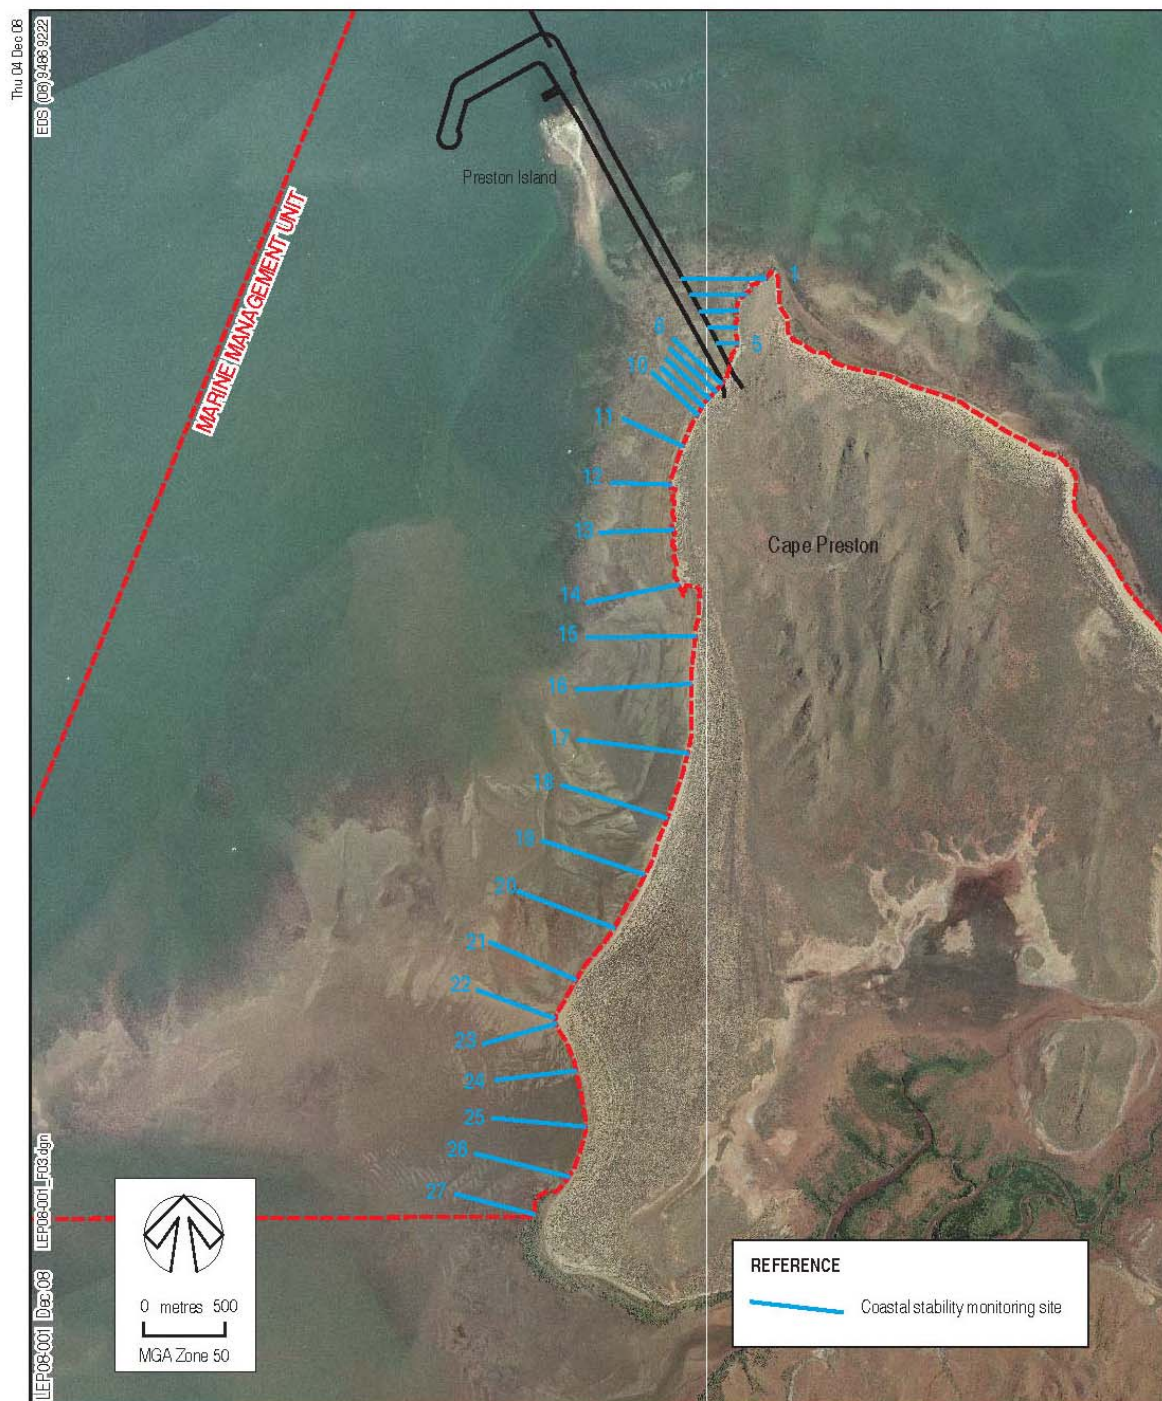 Thu 04 Dec 08
EDS (08) 9486 9222
MARINE MANAGEMENT UNIT
Preston Island
1
5
6
10
11
12
13
14
15
16
17
18
19
20
21
22
23
24
25
26
27
Cape Preston
LEP08-001 Dec 08 LEP08-001_F03.dgn
0 metres 500
MGA Zone 50
REFERENCE
Coastal stability monitoring site